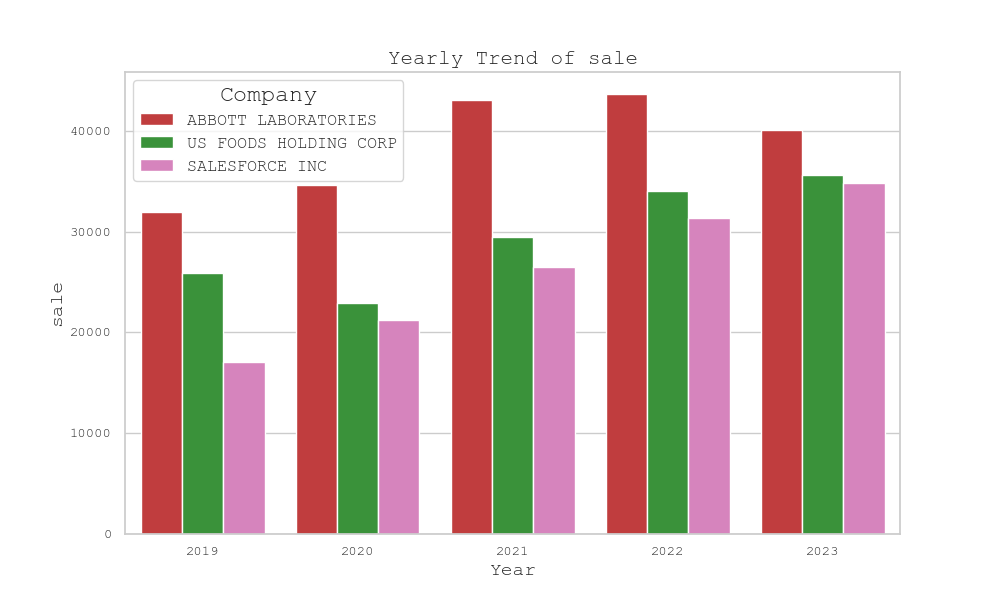 Yearly Trend of sale
Company
ABBOTT LABORATORIES
US FOODS HOLDING CORP
SALESFORCE INC
40000
30000
20000
10000
0
sale
2019 2020 2021 2022 2023
Year